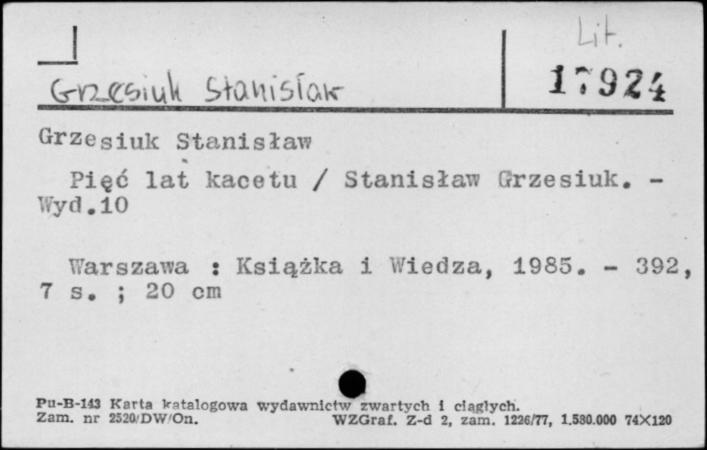 Lit.
Grzesiuk Stanisław 17924
Grzesiuk Stanisław
Pięć lat kacetu / Stanisław Grzesiuk. -
Wyd.10
Warszawa : Książka i Wiedza, 1985. - 392,
7 s. ; 20 cm
Pu-B-143 Karta katalogowa wydawnictw zwartych i ciągłych.
Zam. nr 2520/DW/On. WZGraf. Z-d 2, zam. 1226/77, 1.530.000 74X120